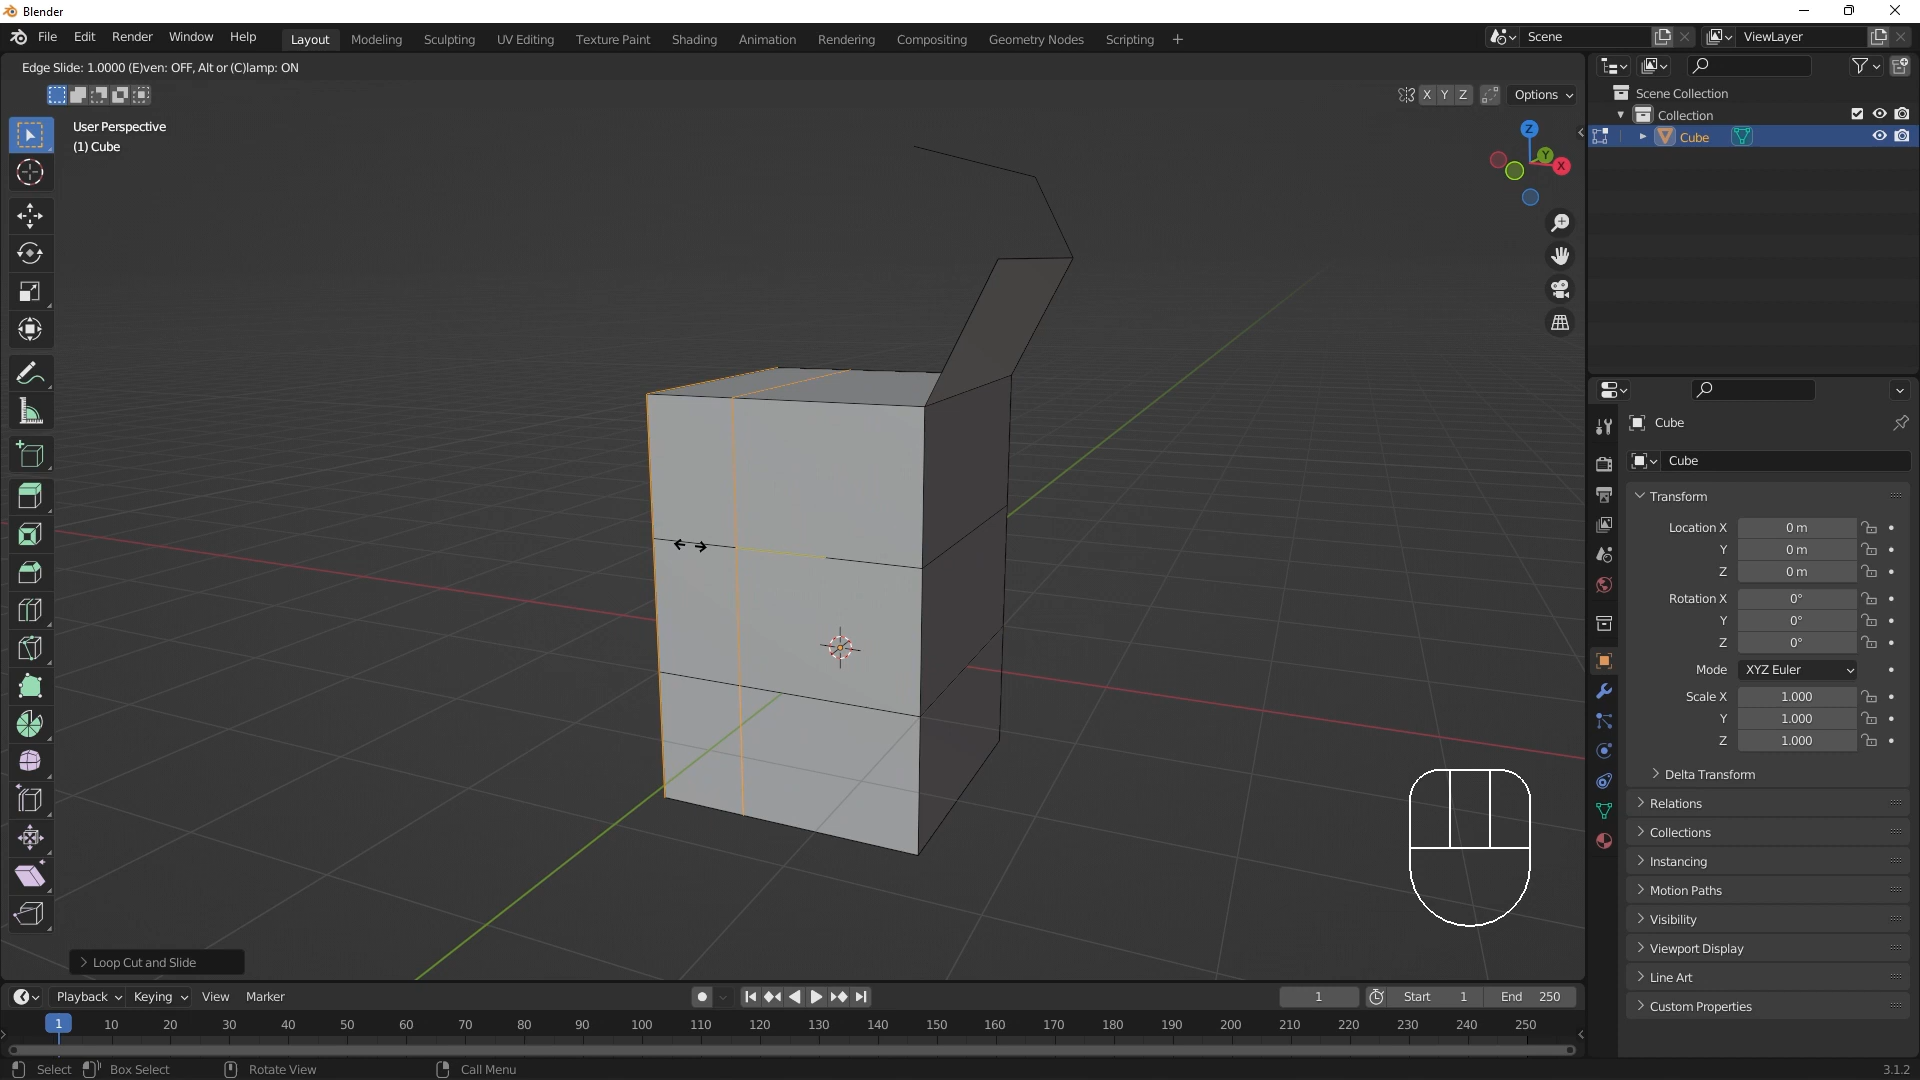 Blender
File Edit Render Window Help
Layout Modeling Sculpting UV Editing Texture Paint Shading Animation Rendering Compositing Geometry Nodes Scripting +
Scene
ViewLayer
Edge Slide: 1.0000 (E)ven: OFF, Alt or (C)lamp: ON
X Y Z Options
User Perspective
(1) Cube
Z
Y
X
Scene Collection
Collection
Cube
Cube
Cube
Transform
Location X 0 m
Y 0 m
Z 0 m
Rotation X 0°
Y 0°
Z 0°
Mode XYZ Euler
Scale X 1.000
Y 1.000
Z 1.000
Delta Transform
Relations
Collections
Instancing
Motion Paths
Visibility
Viewport Display
Line Art
Custom Properties
Loop Cut and Slide
Playback Keying View Marker
1 Start 1 End 250
1 10 20 30 40 50 60 70 80 90 100 110 120 130 140 150 160 170 180 190 200 210 220 230 240 250
Select Box Select Rotate View Call Menu
3.1.2